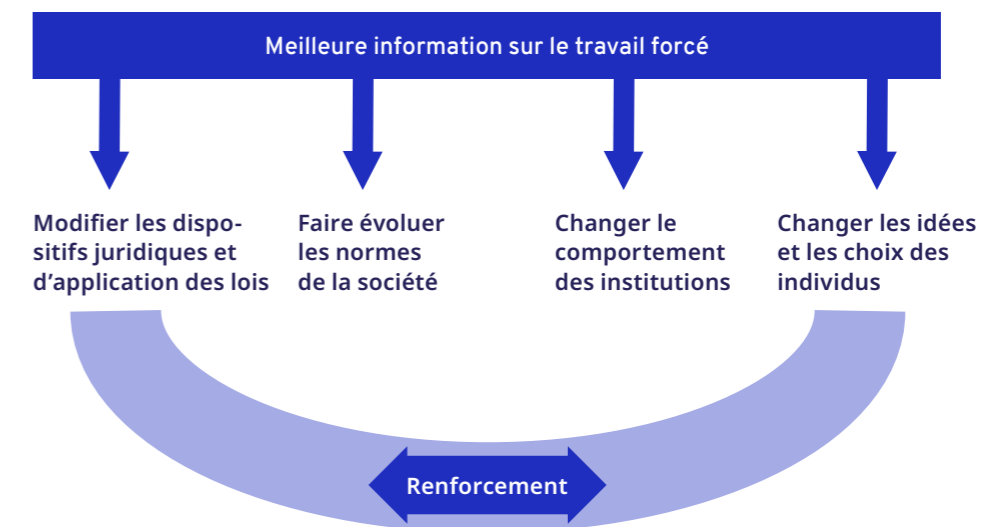 Meilleure information sur le travail forcé
Modifier les dispo-
sitifs juridiques et
d'application des lois
Faire évoluer
les normes
de la société
Changer le
comportement
des institutions
Changer les idées
et les choix des
individus
Renforcement